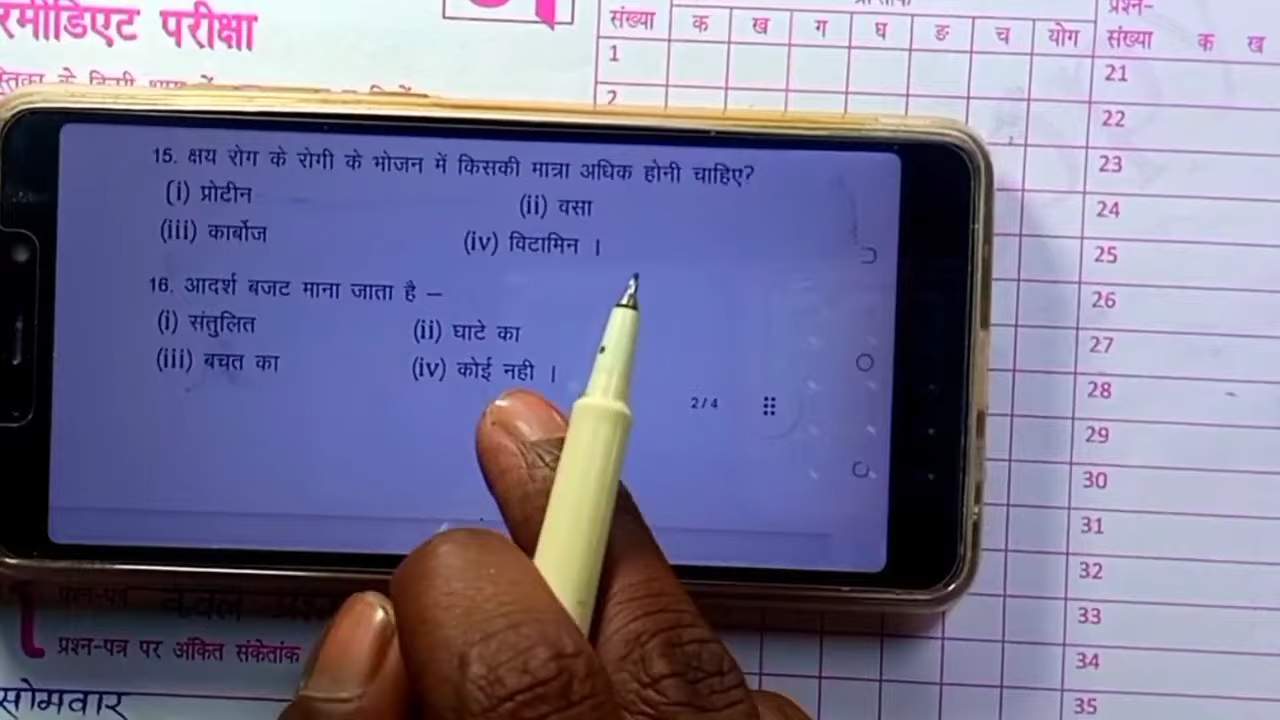 रमीडिएट परीक्षा
संख्या क ख ग घ ङ च योग
1
2
प्रश्न-
संख्या क ख
21
22
23
24
25
26
27
28
29
30
31
32
33
34
35
15. क्षय रोग के रोगी के भोजन में किसकी मात्रा अधिक होनी चाहिए?
(i) प्रोटीन (ii) वसा
(iii) कार्बोज (iv) विटामिन ।
16. आदर्श बजट माना जाता है –
(i) संतुलित (ii) घाटे का
(iii) बचत का (iv) कोई नही ।
2/4
केवल
प्रश्न-पत्र पर अंकित संकेतांक
सोमवार